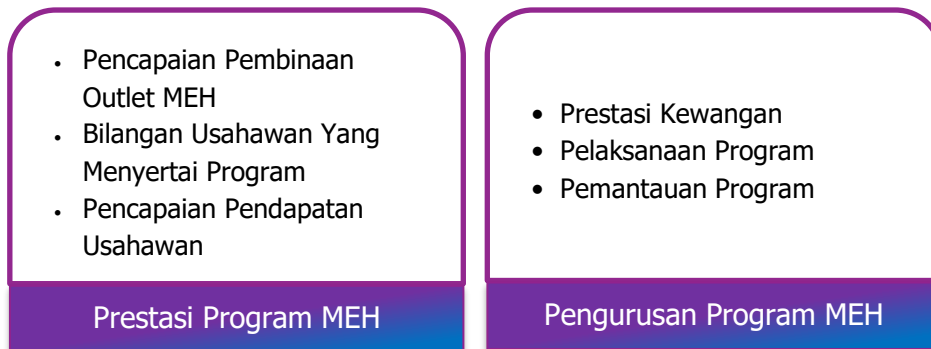 • Pencapaian Pembinaan
Outlet MEH
• Bilangan Usahawan Yang
Menyertai Program
• Pencapaian Pendapatan
Usahawan
Prestasi Program MEH
• Prestasi Kewangan
• Pelaksanaan Program
• Pemantauan Program
Pengurusan Program MEH